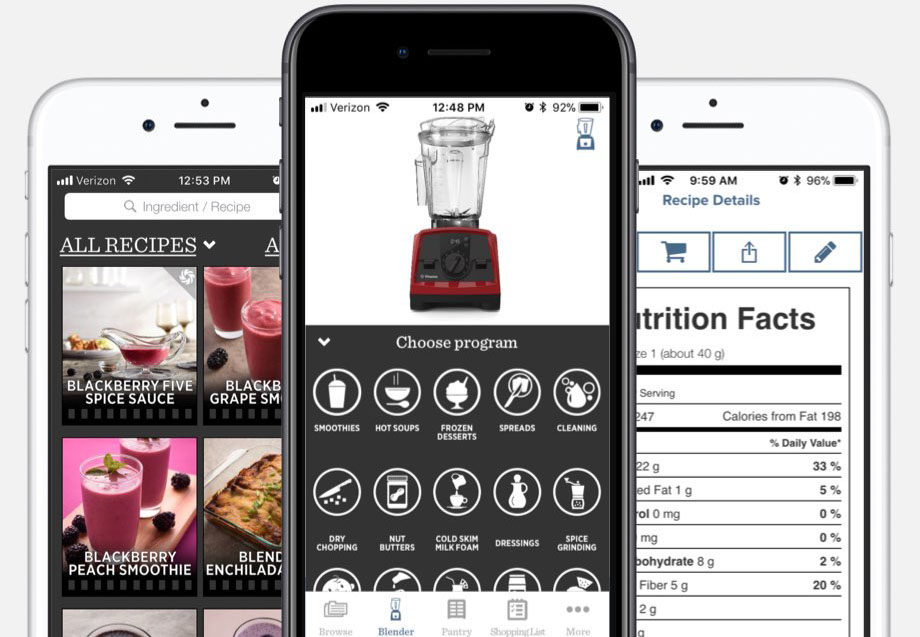 Verizon
12:53 PM
Ingredient / Recipe
ALL RECIPES
A
BLACKBERRY FIVE
SPICE SAUCE
BLACKB
GRAPE SMO
BLACKBERRY
PEACH SMOOTHIE
BLEND
ENCHILADA
Verizon
12:48 PM
92%
Choose program
SMOOTHIES
HOT SOUPS
FROZEN
DESSERTS
SPREADS
CLEANING
DRY
CHOPPING
NUT
BUTTERS
COLD SKIM
MILK FOAM
DRESSINGS
SPICE
GRINDING
Browse
Blender
Pantry
Shopping List
More
9:59 AM
96%
Recipe Details
utrition Facts
ze 1 (about 40 g)
Serving
247 Calories from Fat 198
% Daily Value*
22 g 33 %
ed Fat 1 g 5 %
rol 0 mg 0 %
mg 0 %
bohydrate 8 g 2 %
Fiber 5 g 20 %
2 g
g